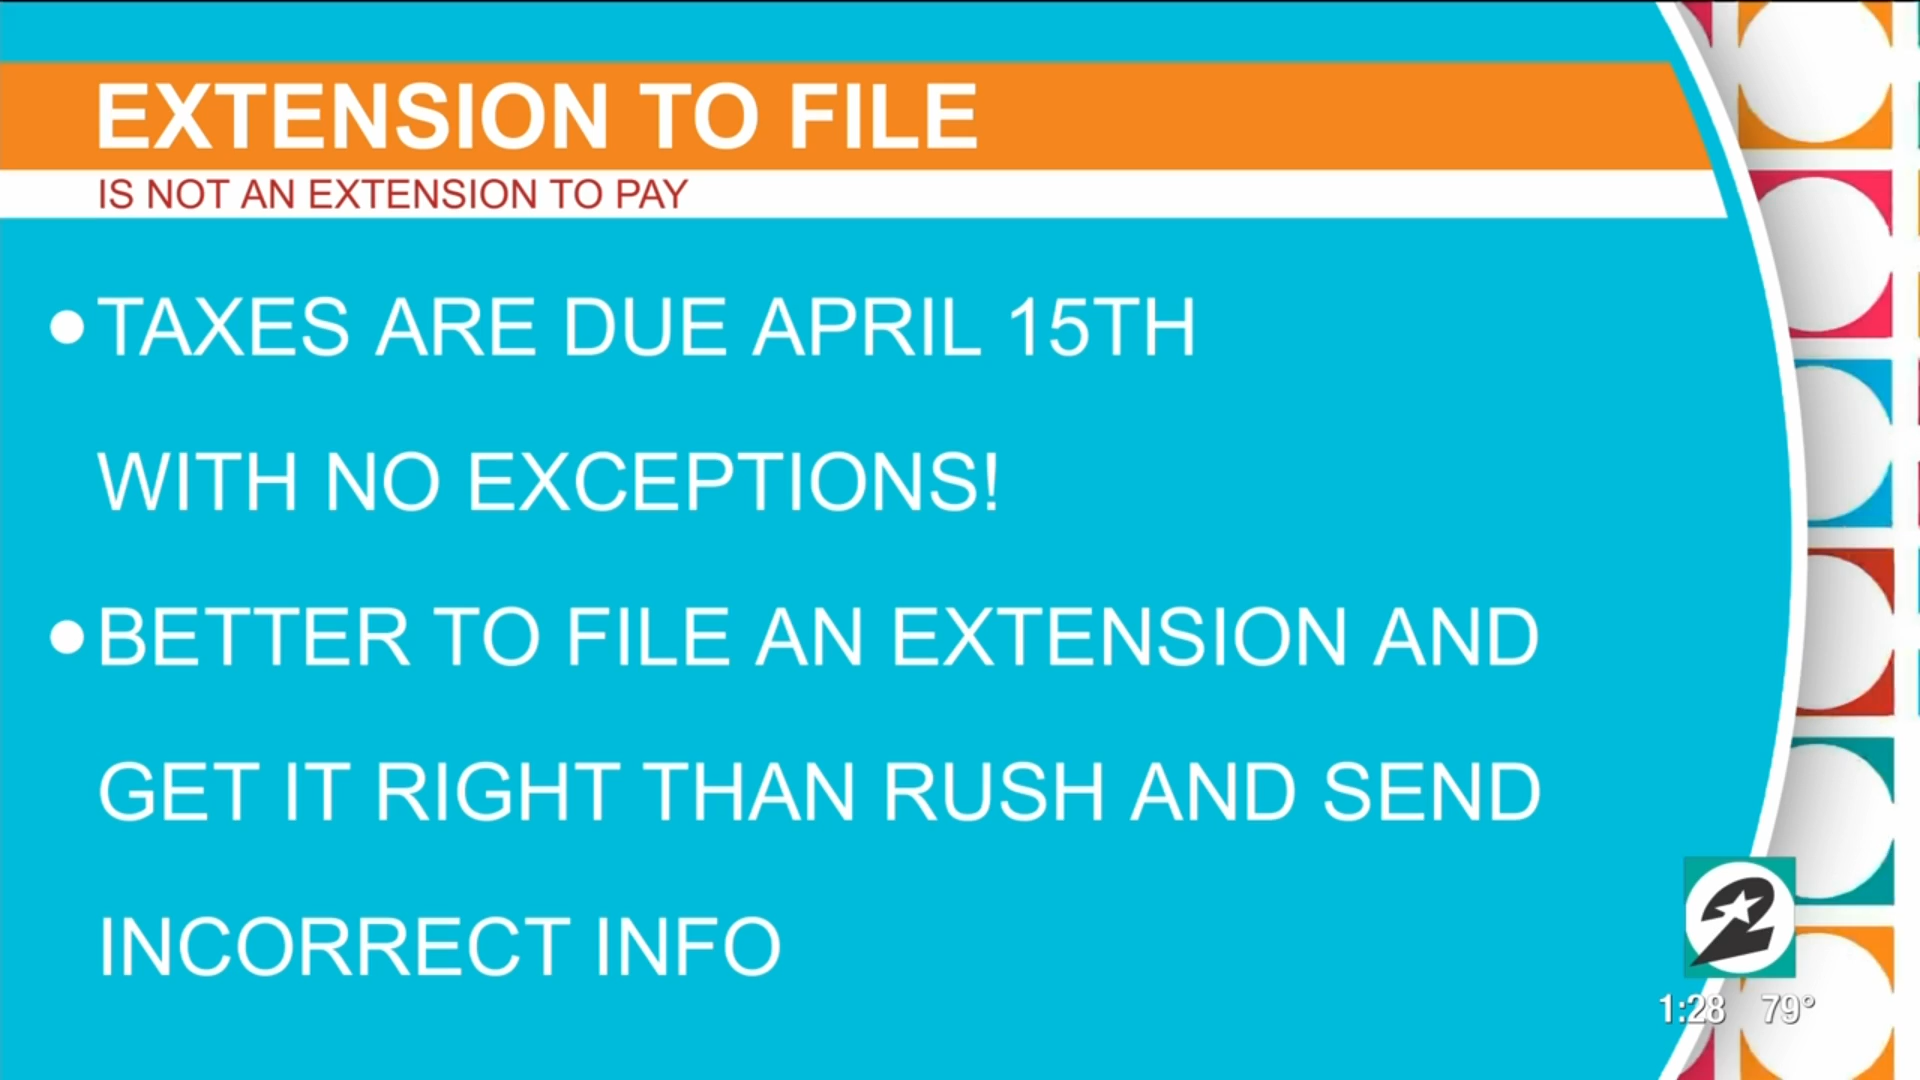 EXTENSION TO FILE
IS NOT AN EXTENSION TO PAY
•TAXES ARE DUE APRIL 15TH
WITH NO EXCEPTIONS!
•BETTER TO FILE AN EXTENSION AND
GET IT RIGHT THAN RUSH AND SEND
INCORRECT INFO
2
1:28 79°